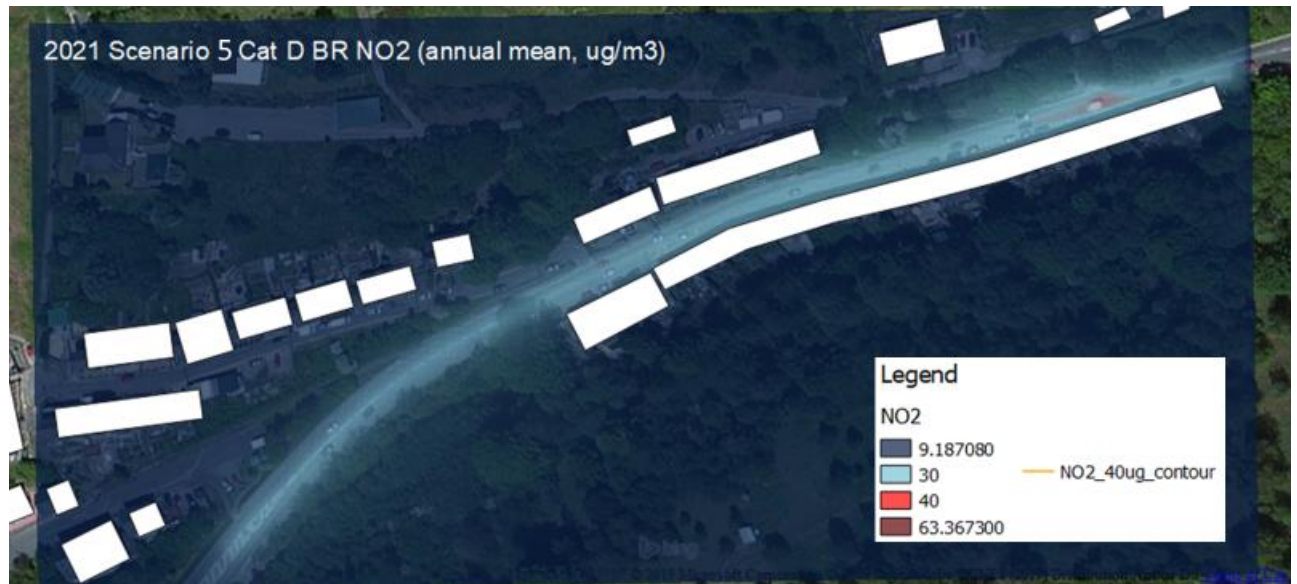 2021 Scenario 5 Cat D BR NO2 (annual mean, ug/m3)
Legend
NO2
9.187080
30
NO2_40ug_contour
40
63.367300